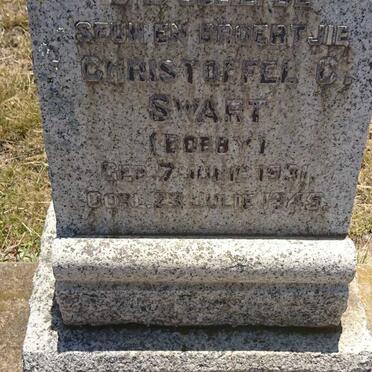 SEUN EN BROERTJIE
CHRISTOFFEL C.
SWART
(BOBBY)
GEB. 7 JUNIE 1931.
OORL. 23 JULIE 1945.